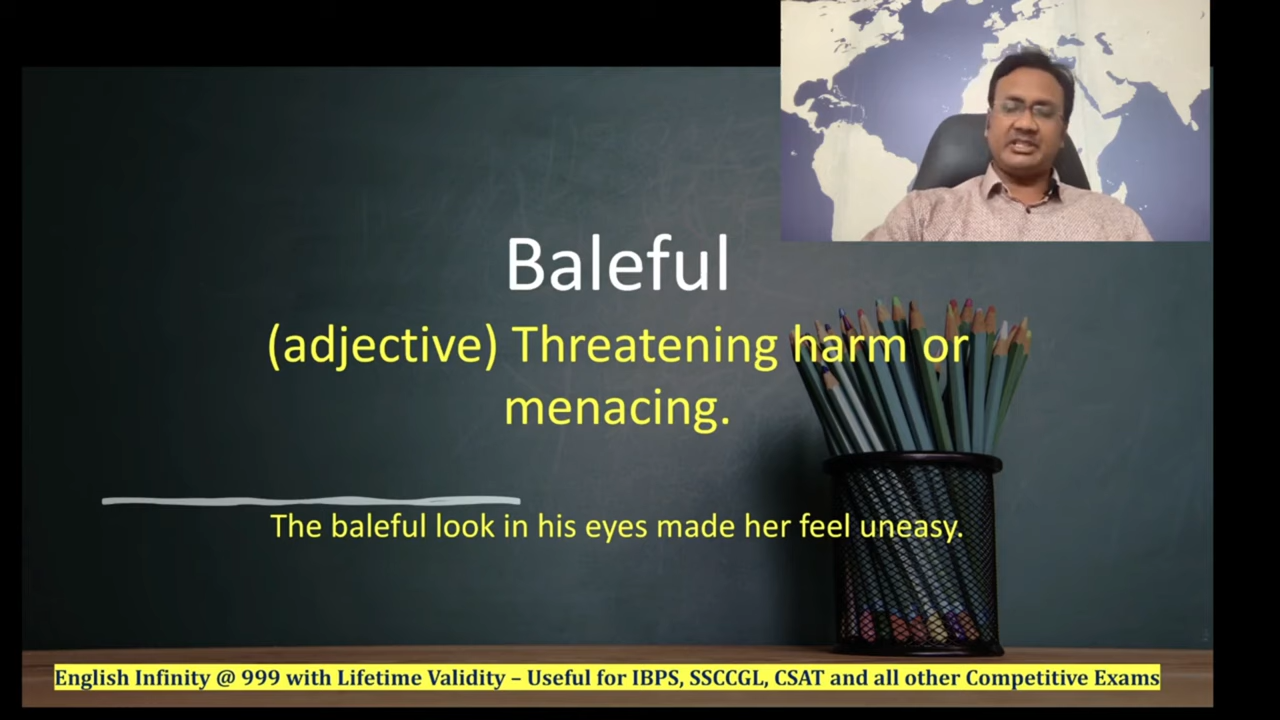 Baleful
(adjective) Threatening harm or
menacing.
The baleful look in his eyes made her feel uneasy.
English Infinity @ 999 with Lifetime Validity – Useful for IBPS, SSCCGL, CSAT and all other Competitive Exams